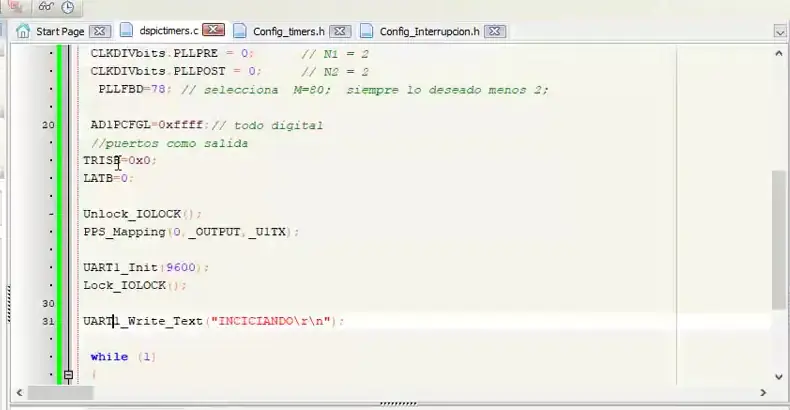 Start Page
dspictimers.c
Config_timers.h
Config_Interrupcion.h
CLKDIVbits.PLLPRE = 0; // N1 = 2
CLKDIVbits.PLLPOST = 0; // N2 = 2
PLLFBD=78; // selecciona M=80; siempre lo deseado menos 2;
20 AD1PCFGL=0xffff;// todo digital
//puertos como salida
TRISB=0x0;
LATB=0;
Unlock_IOLOCK();
PPS_Mapping(0,_OUTPUT,_U1TX);
UART1_Init(9600);
Lock_IOLOCK();
30
31 UART1_Write_Text("INCICIANDO\r\n");
while (1)
{